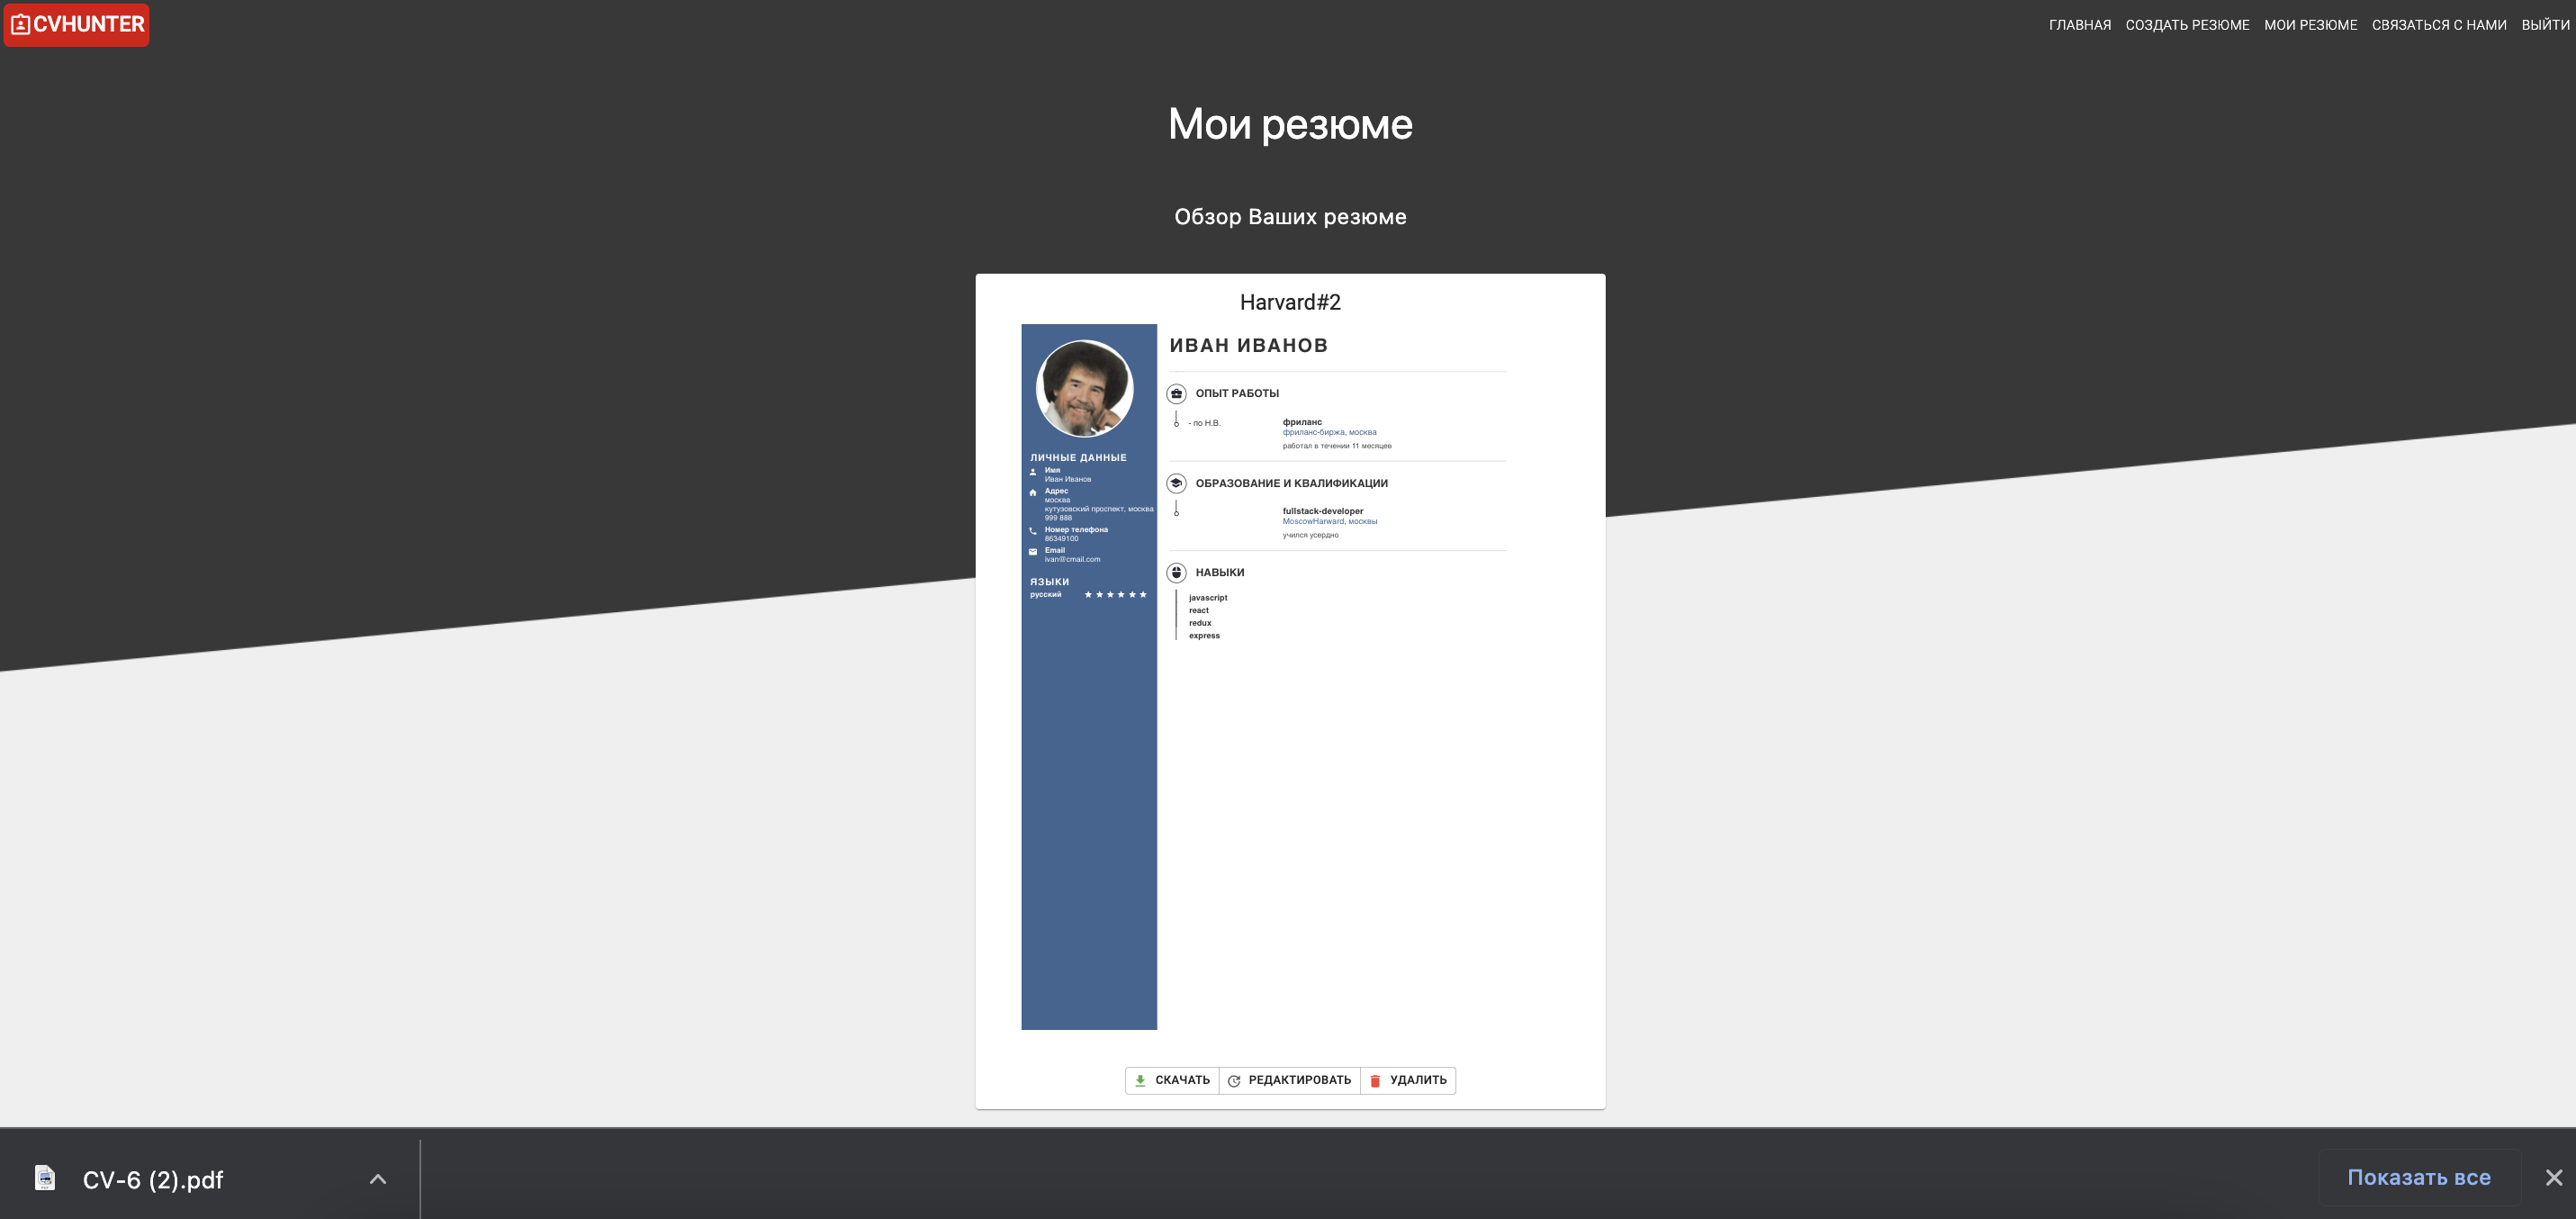 CVHUNTER
ГЛАВНАЯ СОЗДАТЬ РЕЗЮМЕ МОИ РЕЗЮМЕ СВЯЗАТЬСЯ С НАМИ ВЫЙТИ
Мои резюме
Обзор Ваших резюме
Harvard#2
ЛИЧНЫЕ ДАННЫЕ
Имя
Иван Иванов
Адрес
москва
кутузовский проспект, москва
999 888
Номер телефона
86349100
Email
ivan@cmail.com
ЯЗЫКИ
русский
ИВАН ИВАНОВ
ОПЫТ РАБОТЫ
- по Н.В.
фриланс
фриланс-биржа, москва
работал в течении 11 месяцев
ОБРАЗОВАНИЕ И КВАЛИФИКАЦИИ
fullstack-developer
MoscowHarward, москвы
учился усердно
НАВЫКИ
javascript
react
redux
express
СКАЧАТЬ РЕДАКТИРОВАТЬ УДАЛИТЬ
CV-6 (2).pdf
Показать все